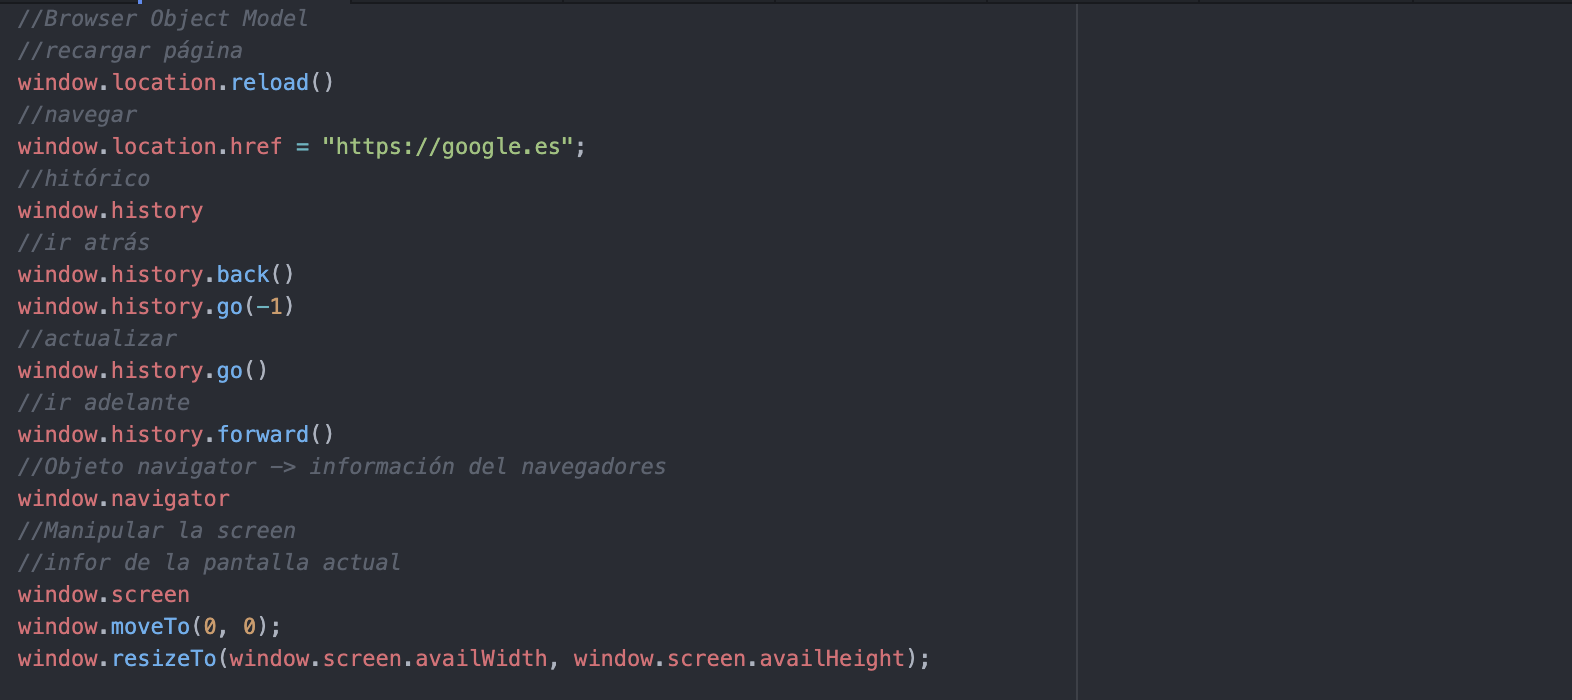 //Browser Object Model
//recargar página
window.location.reload()
//navegar
window.location.href = "https://google.es";
//hitórico
window.history
//ir atrás
window.history.back()
window.history.go(-1)
//actualizar
window.history.go()
//ir adelante
window.history.forward()
//Objeto navigator -> información del navegadores
window.navigator
//Manipular la screen
//infor de la pantalla actual
window.screen
window.moveTo(0, 0);
window.resizeTo(window.screen.availWidth, window.screen.availHeight);